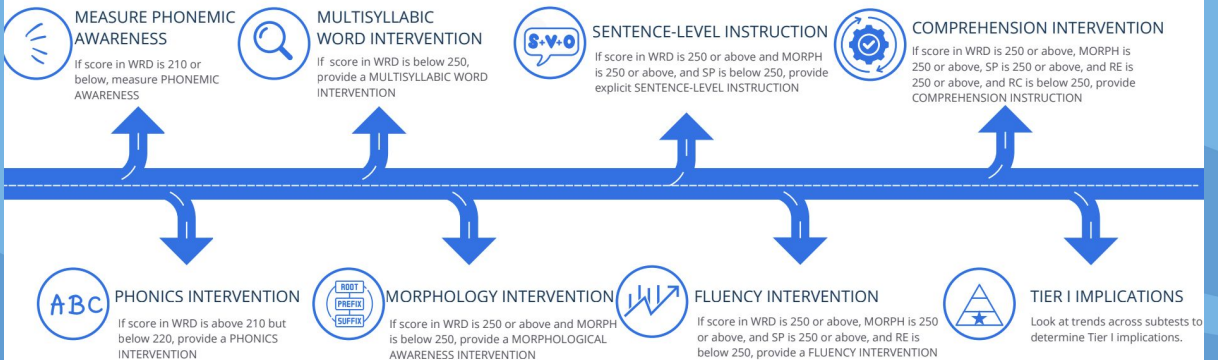 MEASURE PHONEMIC
AWARENESS
If score in WRD is 210 or
below, measure PHONEMIC
AWARENESS
MULTISYLLABIC
WORD INTERVENTION
If score in WRD is below 250,
provide a MULTISYLLABIC WORD
INTERVENTION
S+V+O
SENTENCE-LEVEL INSTRUCTION
If score in WRD is 250 or above and MORPH
is 250 or above, and SP is below 250, provide
explicit SENTENCE-LEVEL INSTRUCTION
COMPREHENSION INTERVENTION
If score in WRD is 250 or above, MORPH is
250 or above, SP is 250 or above, and RE is
250 or above, and RC is below 250, provide
COMPREHENSION INSTRUCTION
ABC
PHONICS INTERVENTION
If score in WRD is above 210 but
below 220, provide a PHONICS
INTERVENTION
ROOT
PREFIX
SUFFIX
MORPHOLOGY INTERVENTION
If score in WRD is 250 or above and MORPH
is below 250, provide a MORPHOLOGICAL
AWARENESS INTERVENTION
FLUENCY INTERVENTION
If score in WRD is 250 or above, MORPH is 250
or above, and SP is 250 or above, and RE is
below 250, provide a FLUENCY INTERVENTION
TIER I IMPLICATIONS
Look at trends across subtests to
determine Tier I implications.